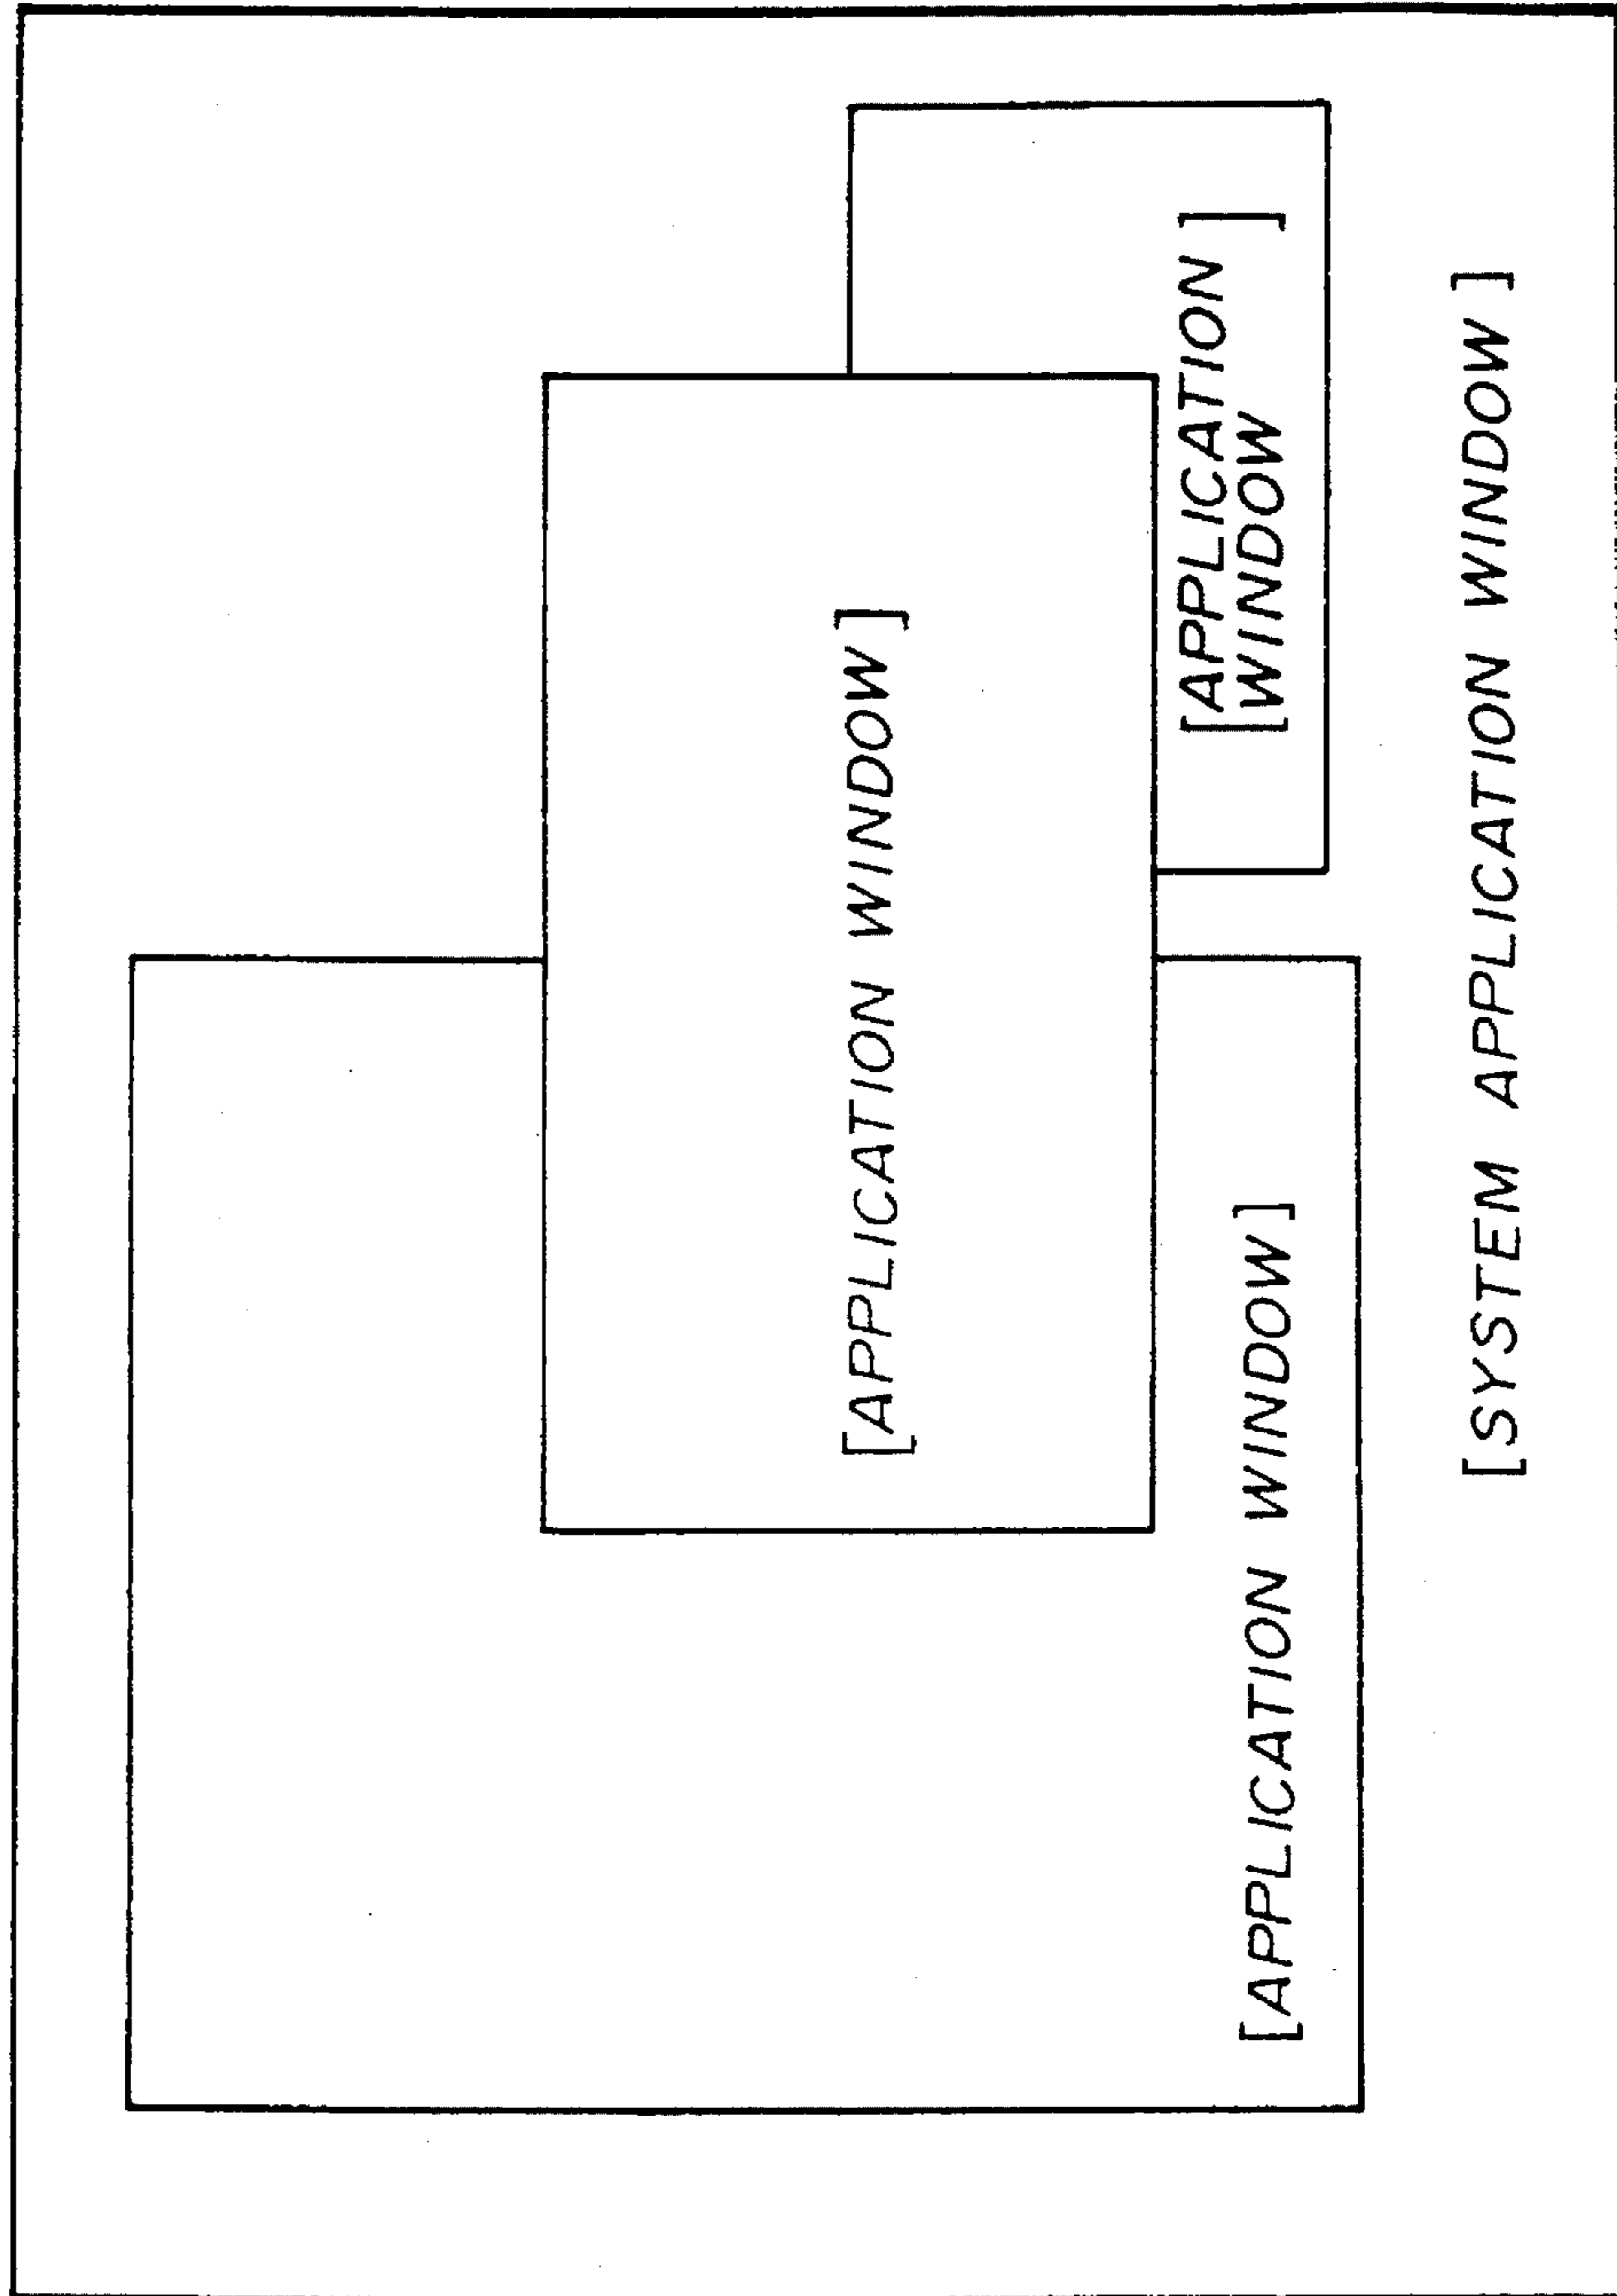 [APPLICATION WINDOW]
[APPLICATION WINDOW]
[APPLICATION]
[WINDOW]
[SYSTEM APPLICATION WINDOW]